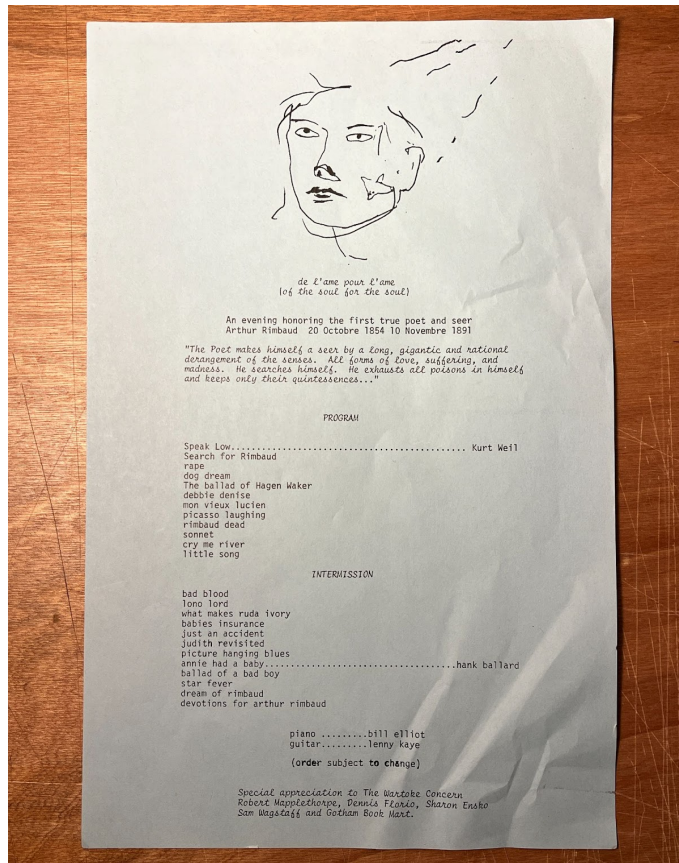 de l'ame pour l'ame
(of the soul for the soul)
An evening honoring the first true poet and seer
Arthur Rimbaud 20 Octobre 1854 10 Novembre 1891
"The Poet makes himself a seer by a long, gigantic and rational
derangement of the senses. All forms of love, suffering, and
madness. He searches himself. He exhausts all poisons in himself
and keeps only their quintessences..."
PROGRAM
Speak Low............................................... Kurt Weil
Search for Rimbaud
rape
dog dream
The ballad of Hagen Waker
debbie denise
mon vieux lucien
picasso laughing
rimbaud dead
sonnet
cry me river
little song
INTERMISSION
bad blood
lono lord
what makes ruda ivory
babies insurance
just an accident
judith revisited
picture hanging blues
annie had a baby.......................................hank ballard
ballad of a bad boy
star fever
dream of rimbaud
devotions for arthur rimbaud
piano .........bill elliot
guitar.........lenny kaye
(order subject to change)
Special appreciation to The Wartoke Concern
Robert Mapplethorpe, Dennis Florio, Sharon Ensko
Sam Wagstaff and Gotham Book Mart.